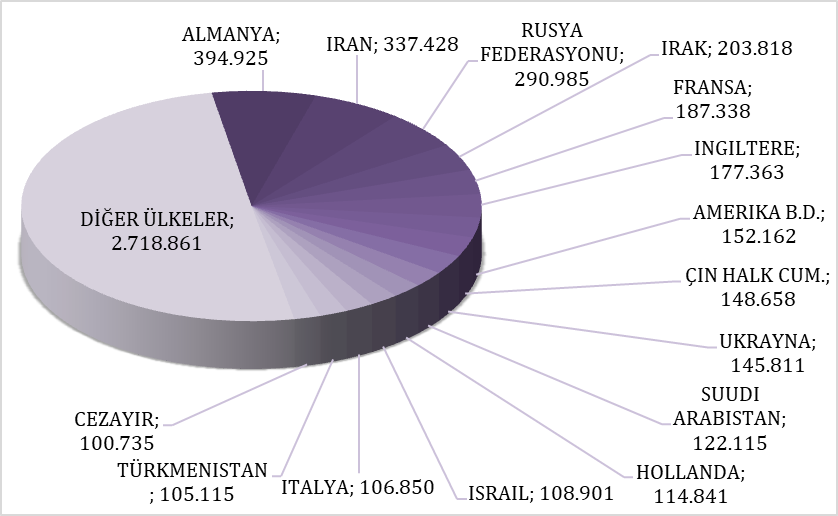 ALMANYA;
394.925
IRAN; 337.428
RUSYA
FEDERASYONU;
290.985
IRAK; 203.818
FRANSA;
187.338
INGILTERE;
177.363
AMERIKA B.D.;
152.162
ÇIN HALK CUM.;
148.658
UKRAYNA;
145.811
SUUDI
ARABISTAN;
122.115
HOLLANDA;
114.841
ISRAIL; 108.901
ITALYA; 106.850
TÜRKMENISTAN
; 105.115
CEZAYIR;
100.735
DİĞER ÜLKELER;
2.718.861